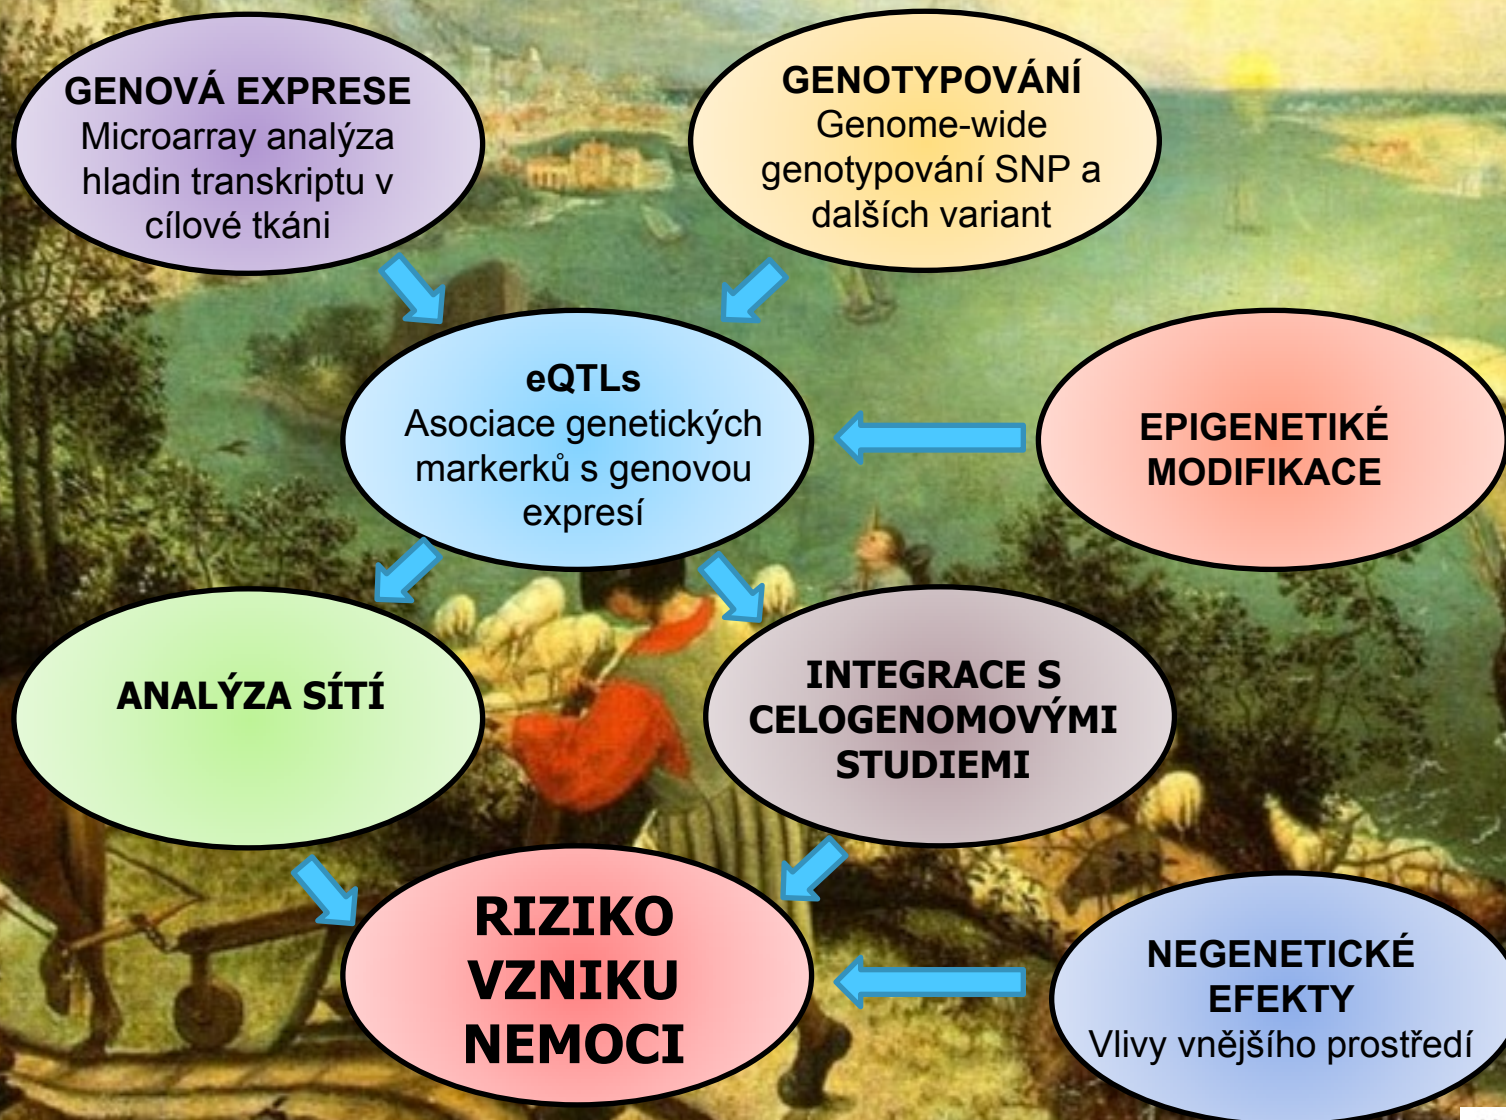 GENOVÁ EXPRESE
Microarray analýza
hladin transkriptu v
cílové tkáni
GENOTYPOVÁNÍ
Genome-wide
genotypování SNP a
dalších variant
eQTLs
Asociace genetických
markerků s genovou
expresí
EPIGENETIKÉ
MODIFIKACE
ANALÝZA SÍTÍ
INTEGRACE S
CELOGENOMOVÝMI
STUDIEMI
RIZIKO
VZNIKU
NEMOCI
NEGENETICKÉ
EFEKTY
Vlivy vnějšího prostředí